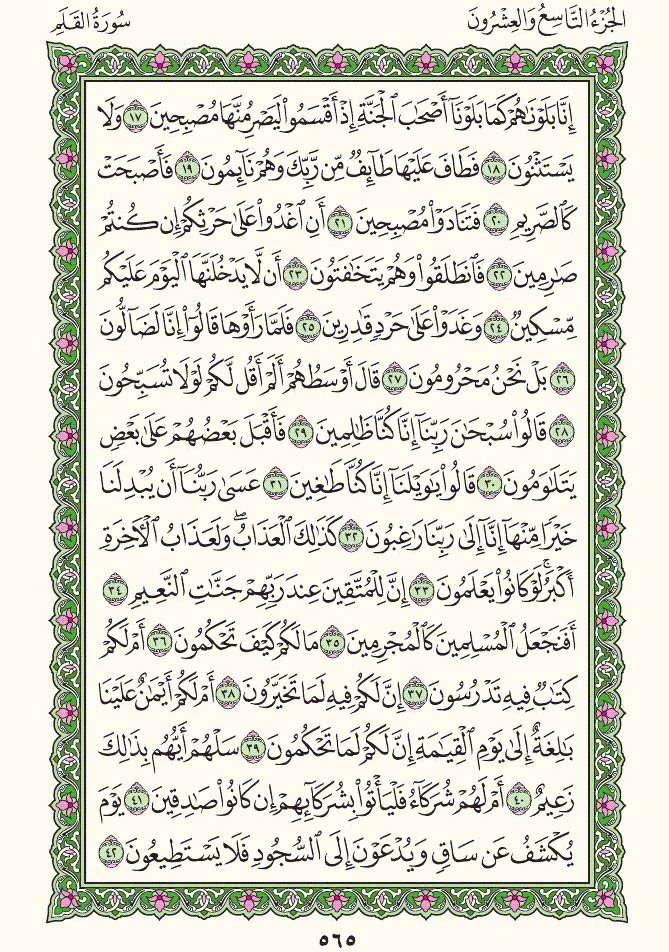 الجُزْءُ التَّاسِعُ وَالعِشْرُونَ
سُورَةُ القَلَمِ
إِنَّا بَلَوْنَٰهُمْ كَمَا بَلَوْنَآ أَصْحَٰبَ ٱلْجَنَّةِ إِذْ أَقْسَمُوا۟ لَيَصْرِمُنَّهَا مُصْبِحِينَ ١٧ وَلَا
يَسْتَثْنُونَ ١٨ فَطَافَ عَلَيْهَا طَآئِفٌ مِّن رَّبِّكَ وَهُمْ نَآئِمُونَ ١٩ فَأَصْبَحَتْ
كَٱلصَّرِيمِ ٢٠ فَتَنَادَوْا۟ مُصْبِحِينَ ٢١ أَنِ ٱغْدُوا۟ عَلَىٰ حَرْثِكُمْ إِن كُنتُمْ
صَٰرِمِينَ ٢٢ فَٱنطَلَقُوا۟ وَهُمْ يَتَخَٰفَتُونَ ٢٣ أَن لَّا يَدْخُلَنَّهَا ٱلْيَوْمَ عَلَيْكُم
مِّسْكِينٌ ٢٤ وَغَدَوْا۟ عَلَىٰ حَرْدٍ قَٰدِرِينَ ٢٥ فَلَمَّا رَأَوْهَا قَالُوٓا۟ إِنَّا لَضَآلُّونَ
٢٦ بَلْ نَحْنُ مَحْرُومُونَ ٢٧ قَالَ أَوْسَطُهُمْ أَلَمْ أَقُل لَّكُمْ لَوْلَا تُسَبِّحُونَ
٢٨ قَالُوا۟ سُبْحَٰنَ رَبِّنَآ إِنَّا كُنَّا ظَٰلِمِينَ ٢٩ فَأَقْبَلَ بَعْضُهُمْ عَلَىٰ بَعْضٍ
يَتَلَٰوَمُونَ ٣٠ قَالُوا۟ يَٰوَيْلَنَآ إِنَّا كُنَّا طَٰغِينَ ٣١ عَسَىٰ رَبُّنَآ أَن يُبْدِلَنَا
خَيْرًا مِّنْهَآ إِنَّآ إِلَىٰ رَبِّنَا رَٰغِبُونَ ٣٢ كَذَٰلِكَ ٱلْعَذَابُ ۖ وَلَعَذَابُ ٱلْءَاخِرَةِ
أَكْبَرُ ۚ لَوْ كَانُوا۟ يَعْلَمُونَ ٣٣ إِنَّ لِلْمُتَّقِينَ عِندَ رَبِّهِمْ جَنَّٰتِ ٱلنَّعِيمِ ٣٤
أَفَنَجْعَلُ ٱلْمُسْلِمِينَ كَٱلْمُجْرِمِينَ ٣٥ مَا لَكُمْ كَيْفَ تَحْكُمُونَ ٣٦ أَمْ لَكُمْ
كِتَٰبٌ فِيهِ تَدْرُسُونَ ٣٧ إِنَّ لَكُمْ فِيهِ لَمَا تَخَيَّرُونَ ٣٨ أَمْ لَكُمْ أَيْمَٰنٌ عَلَيْنَا
بَٰلِغَةٌ إِلَىٰ يَوْمِ ٱلْقِيَٰمَةِ إِنَّ لَكُمْ لَمَا تَحْكُمُونَ ٣٩ سَلْهُمْ أَيُّهُم بِذَٰلِكَ
زَعِيمٌ ٤٠ أَمْ لَهُمْ شُرَكَآءُ فَلْيَأْتُوا۟ بِشُرَكَآئِهِمْ إِن كَانُوا۟ صَٰدِقِينَ ٤١ يَوْمَ
يُكْشَفُ عَن سَاقٍ وَيُدْعَوْنَ إِلَى ٱلسُّجُودِ فَلَا يَسْتَطِيعُونَ ٤٢
٥٦٥